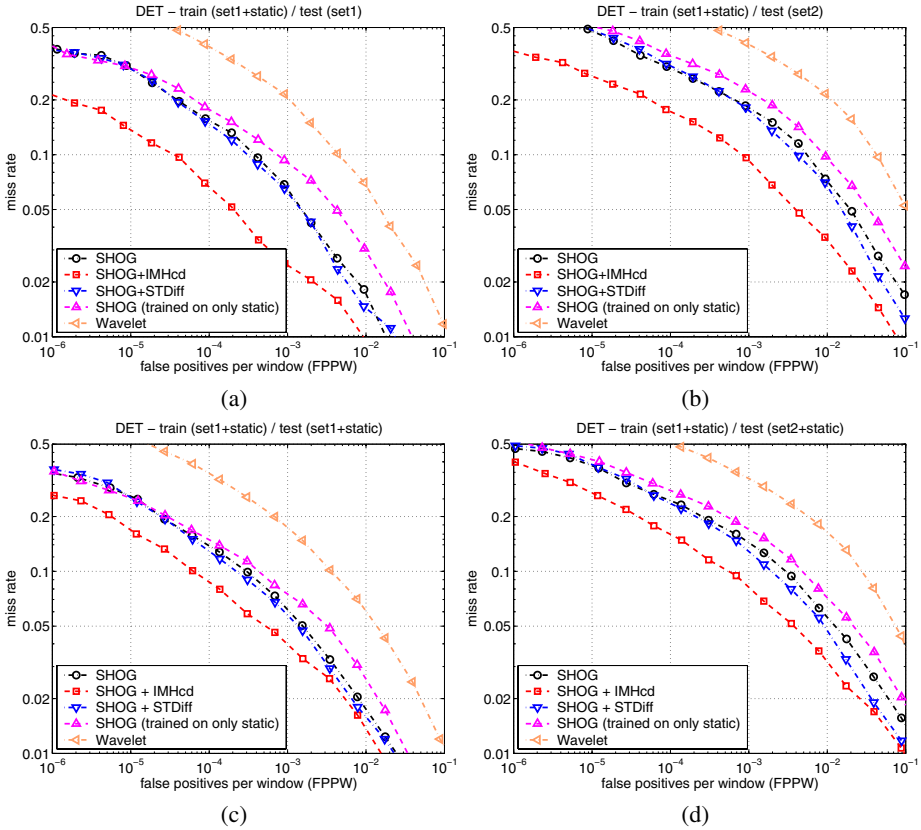 DET − train (set1+static) / test (set1)
0.5
0.2
0.1
0.05
0.02
0.01
miss rate
SHOG
SHOG+IMHcd
SHOG+STDiff
SHOG (trained on only static)
Wavelet
10−6
10−5
10−4
10−3
10−2
10−1
false positives per window (FPPW)
(a)
DET − train (set1+static) / test (set2)
0.5
0.2
0.1
0.05
0.02
0.01
miss rate
SHOG
SHOG+IMHcd
SHOG+STDiff
SHOG (trained on only static)
Wavelet
10−6
10−5
10−4
10−3
10−2
10−1
false positives per window (FPPW)
(b)
DET − train (set1+static) / test (set1+static)
0.5
0.2
0.1
0.05
0.02
0.01
miss rate
SHOG
SHOG + IMHcd
SHOG + STDiff
SHOG (trained on only static)
Wavelet
10−6
10−5
10−4
10−3
10−2
10−1
false positives per window (FPPW)
(c)
DET − train (set1+static) / test (set2+static)
0.5
0.2
0.1
0.05
0.02
0.01
miss rate
SHOG
SHOG + IMHcd
SHOG + STDiff
SHOG (trained on only static)
Wavelet
10−6
10−5
10−4
10−3
10−2
10−1
false positives per window (FPPW)
(d)